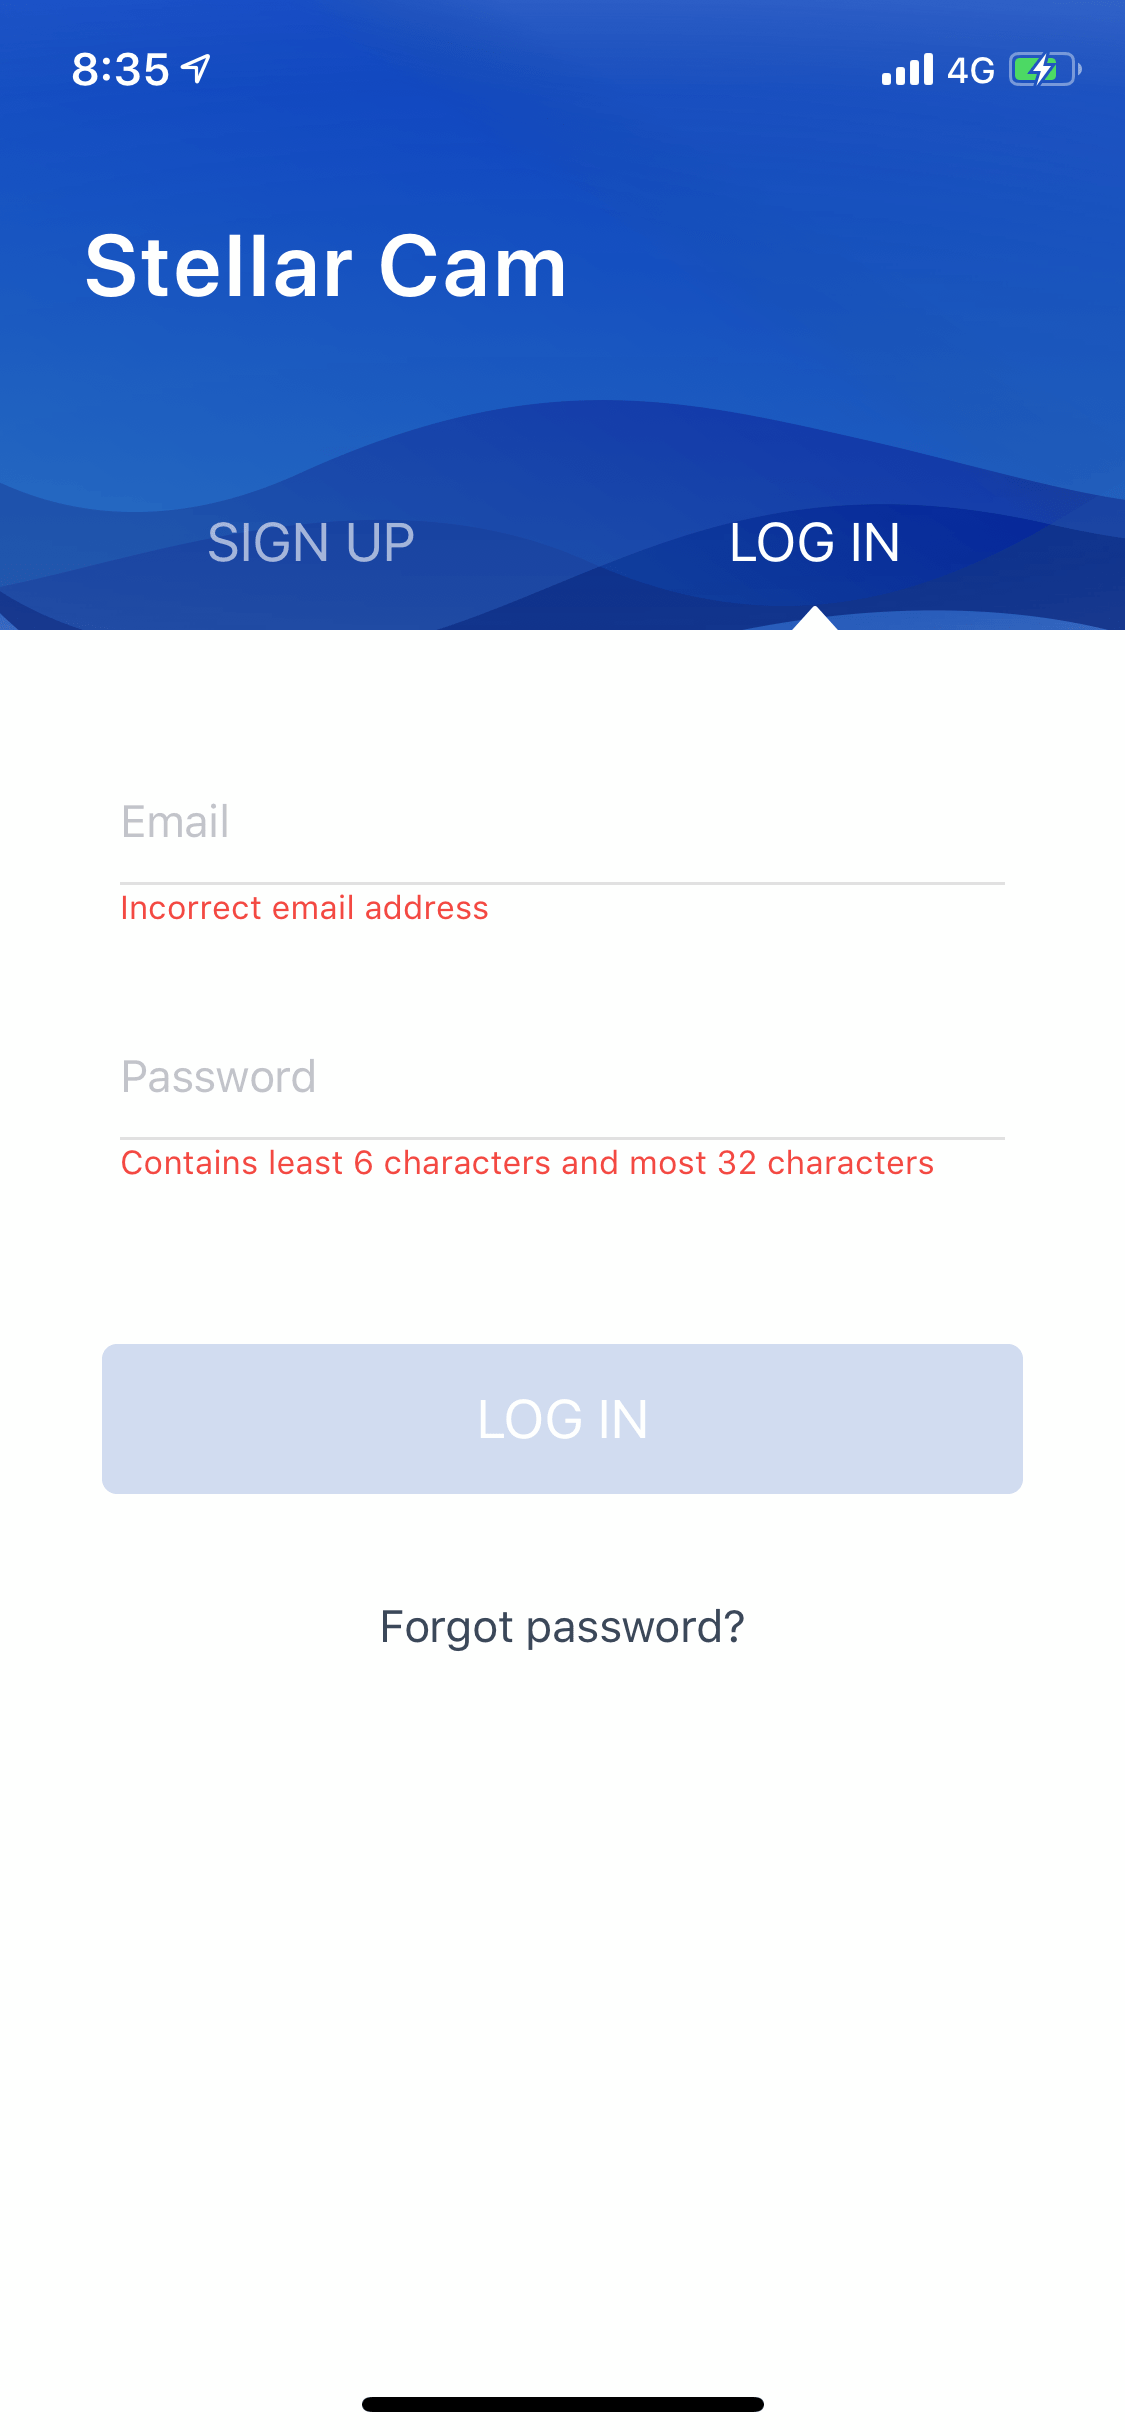 8:35
4G
Stellar Cam
SIGN UP
LOG IN
Email
Incorrect email address
Password
Contains least 6 characters and most 32 characters
LOG IN
Forgot password?